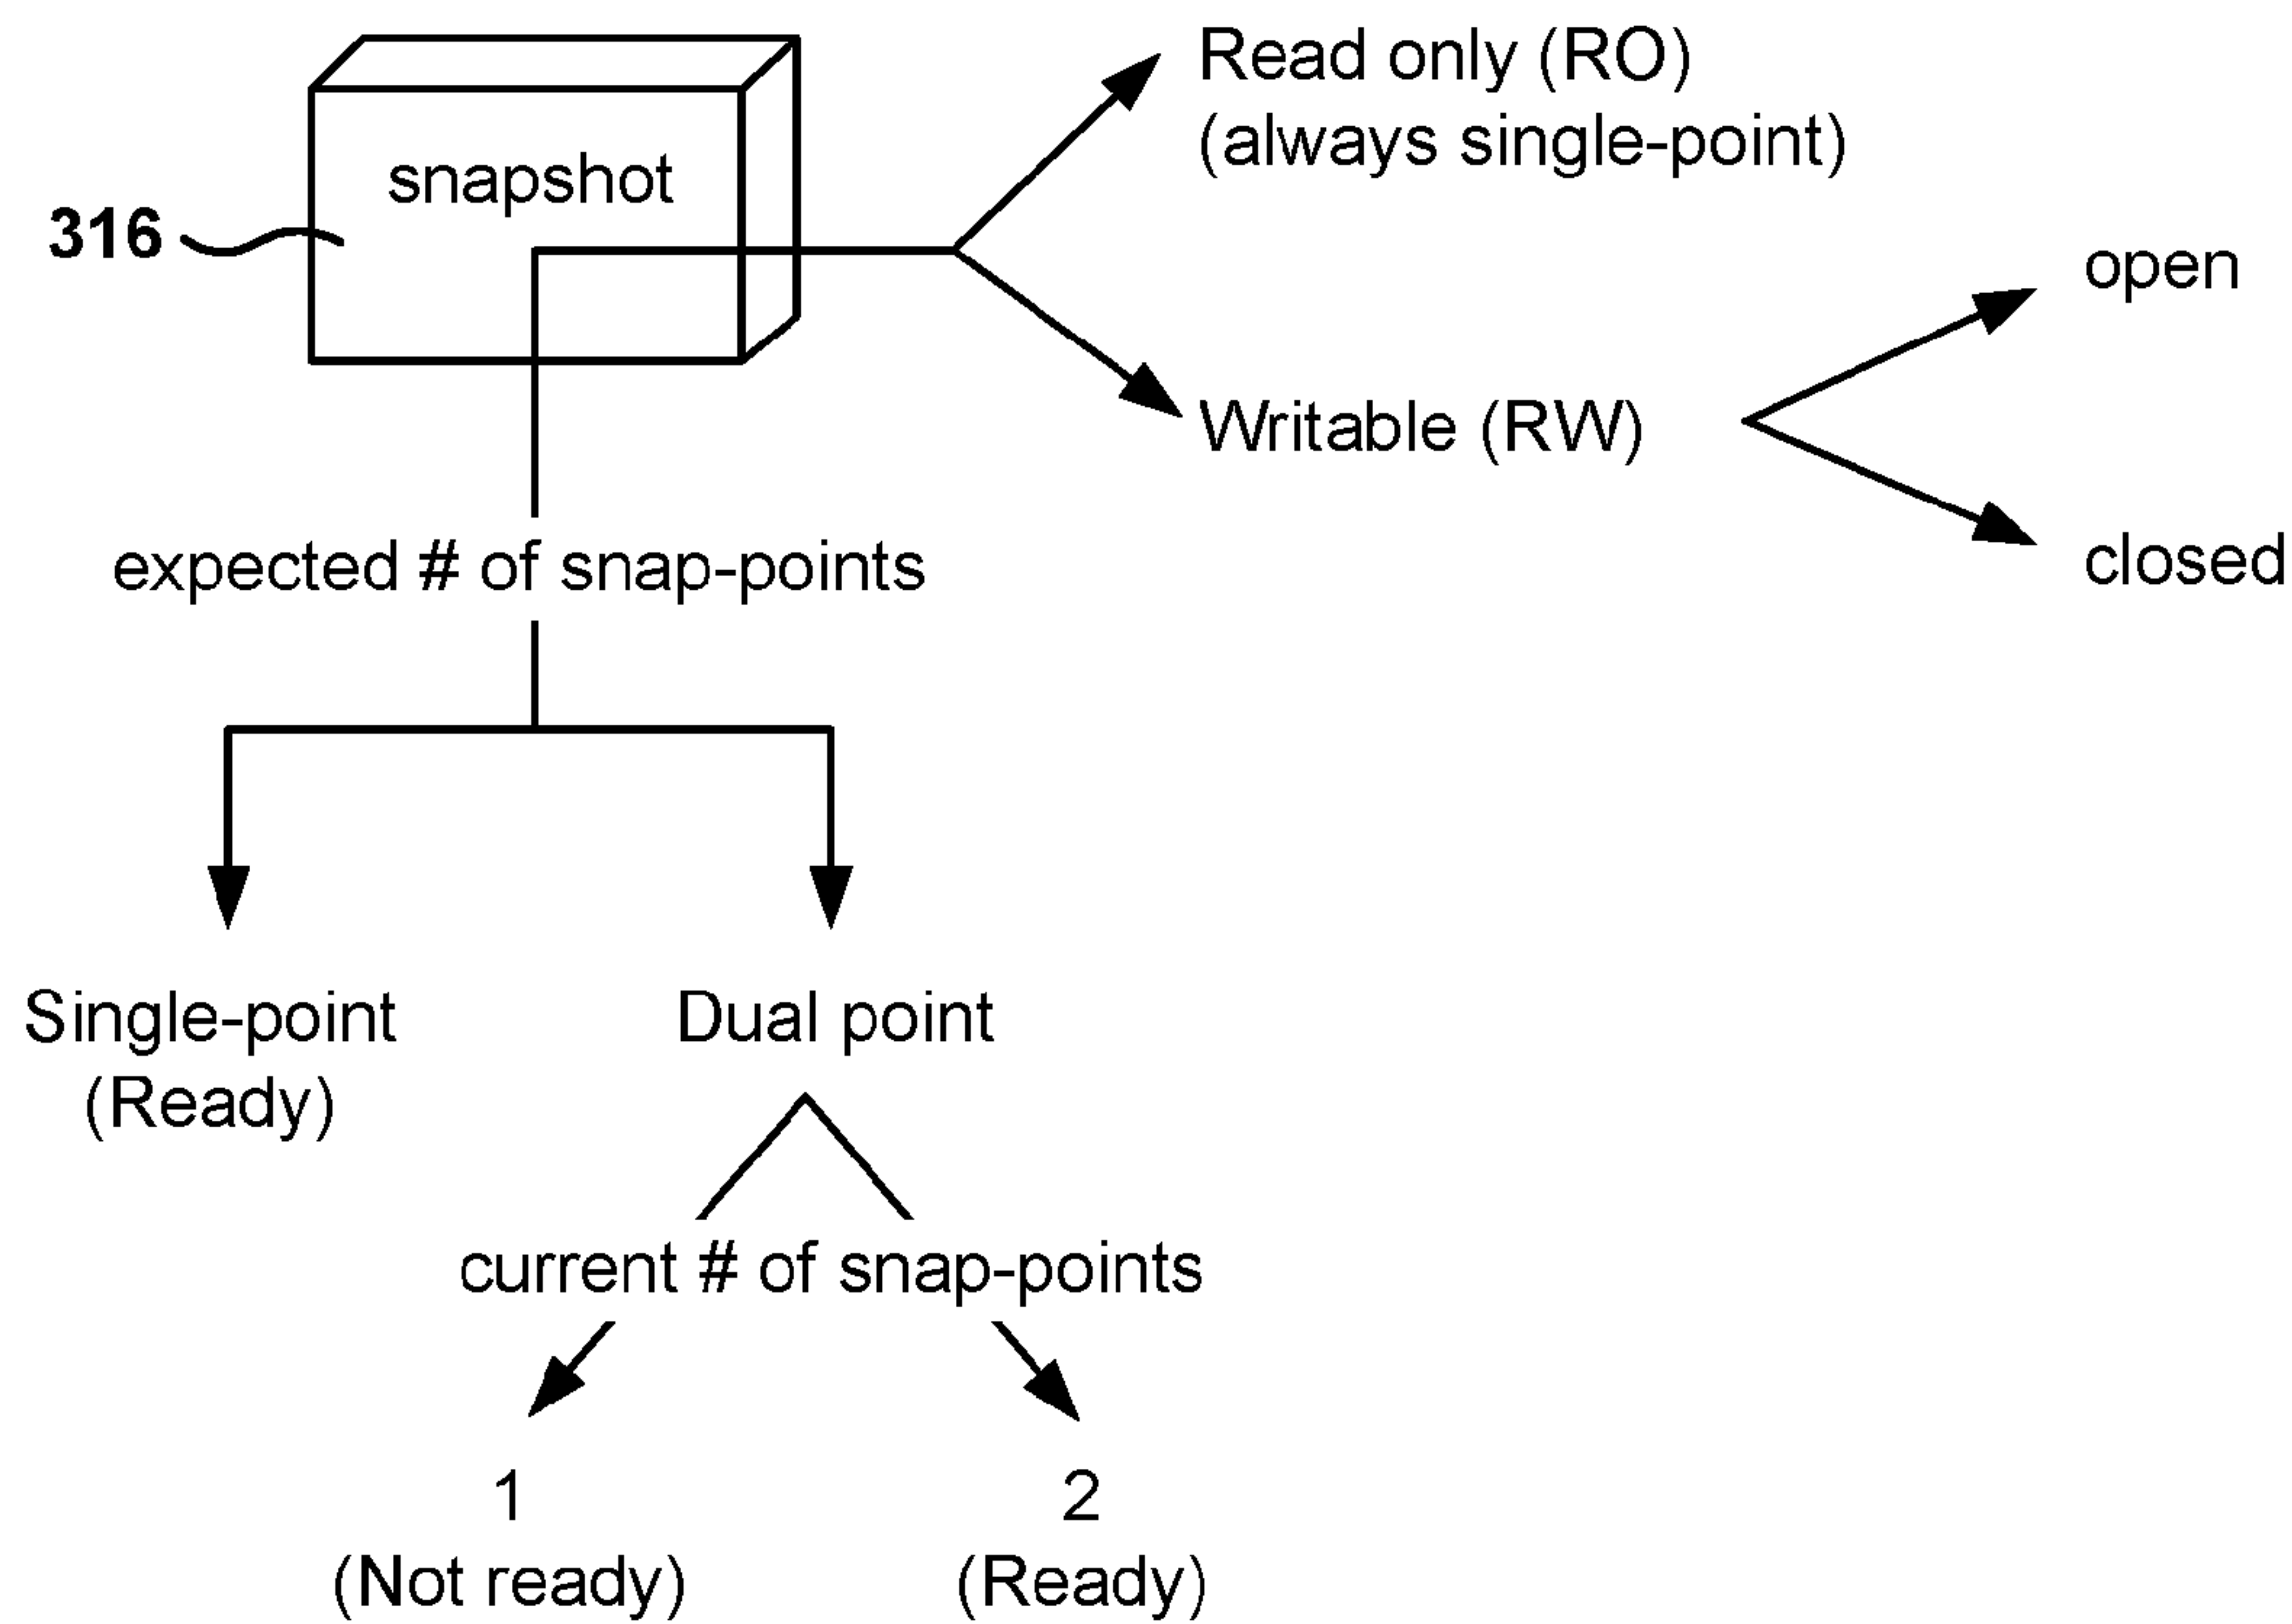 Read only (RO)
(always single-point)
snapshot
316
open
Writable (RW)
closed
expected # of snap-points
Single-point
(Ready)
Dual point
current # of snap-points
1
(Not ready)
2
(Ready)